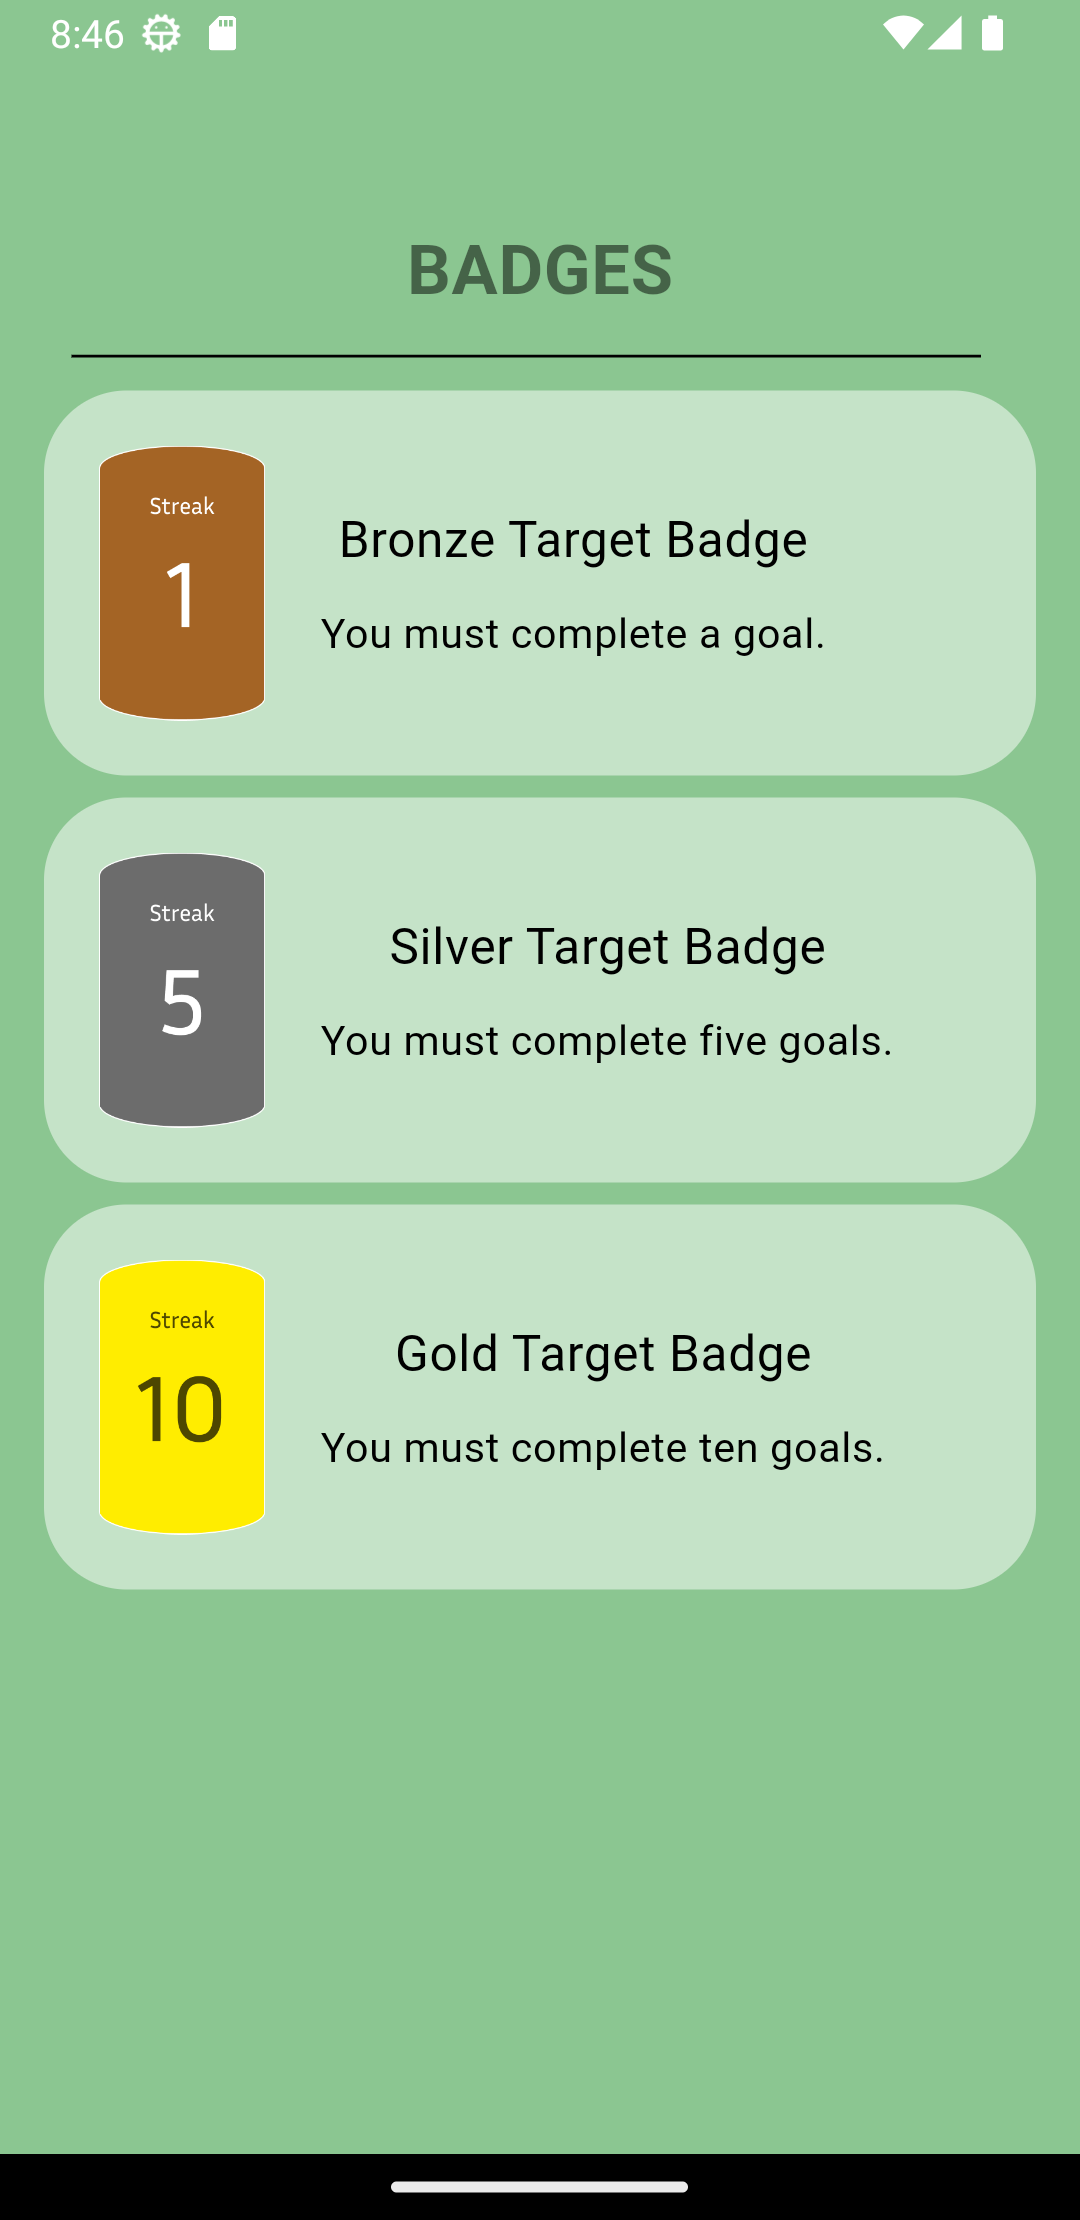 8:46
BADGES
Streak
1
Bronze Target Badge
You must complete a goal.
Streak
5
Silver Target Badge
You must complete five goals.
Streak
10
Gold Target Badge
You must complete ten goals.